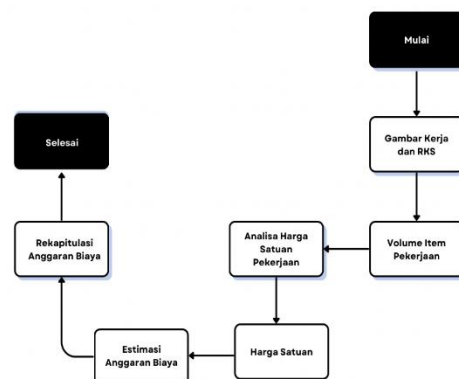 Mulai
Gambar Kerja
dan RKS
Volume Item
Pekerjaan
Analisa Harga
Satuan
Pekerjaan
Harga Satuan
Estimasi
Anggaran Biaya
Rekapitulasi
Anggaran Biaya
Selesai